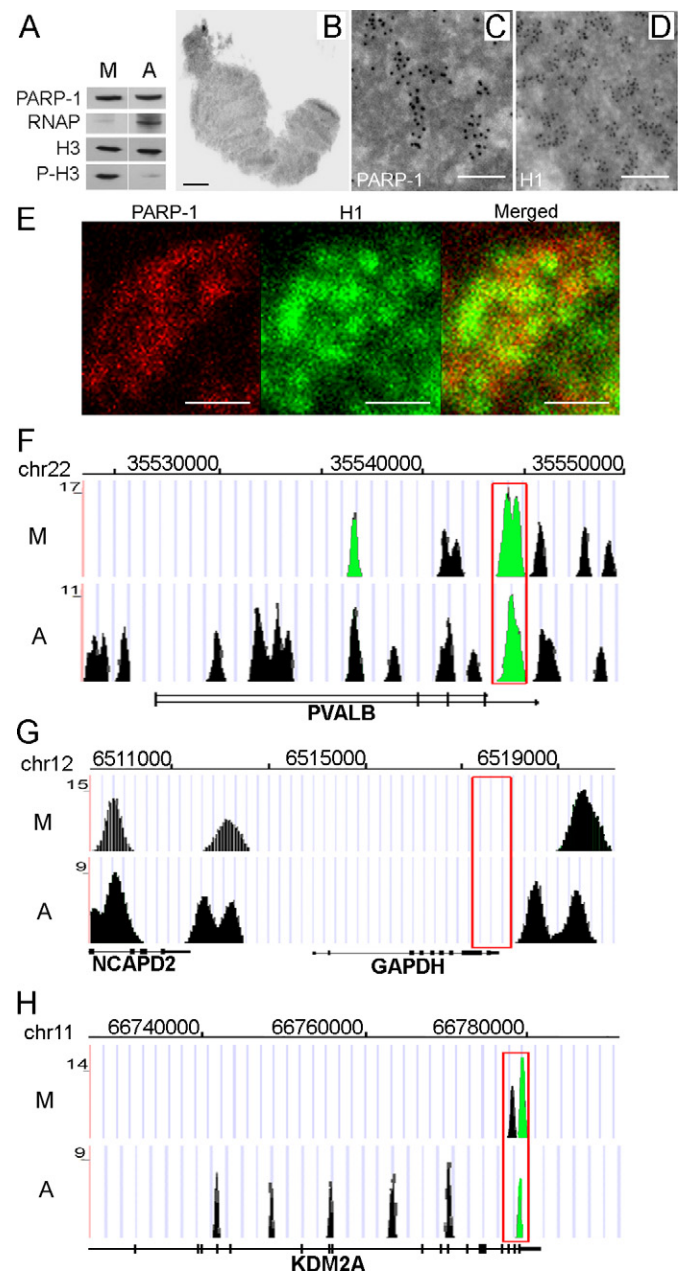 A
B
C
D
M A
PARP-1
RNAP
H3
P-H3
PARP-1
H1
E
PARP-1 H1 Merged
F
chr22 35530000 35540000 35550000
17
M
11
A
PVALB
G
chr12 6511000 6515000 6519000
15
M
9
A
NCAPD2 GAPDH
H
chr11 66740000 66760000 66780000
14
M
9
A
KDM2A